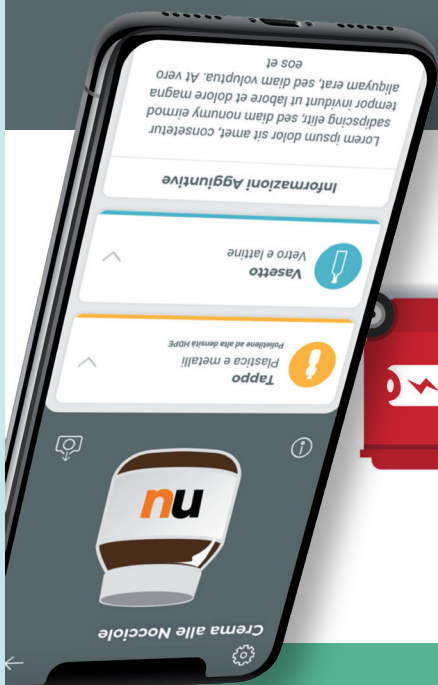 Crema alle Nocciole
nu
Tappo
Plastica e metalli
Polietilene ad alta densità HDPE
Vasetto
Vetro e lattine
Informazioni Aggiuntive
Lorem ipsum dolor sit amet, consetetur
sadipscing elitr, sed diam nonumy eirmod
tempor invidunt ut labore et dolore magna
aliquyam erat, sed diam voluptua. At vero
eos et